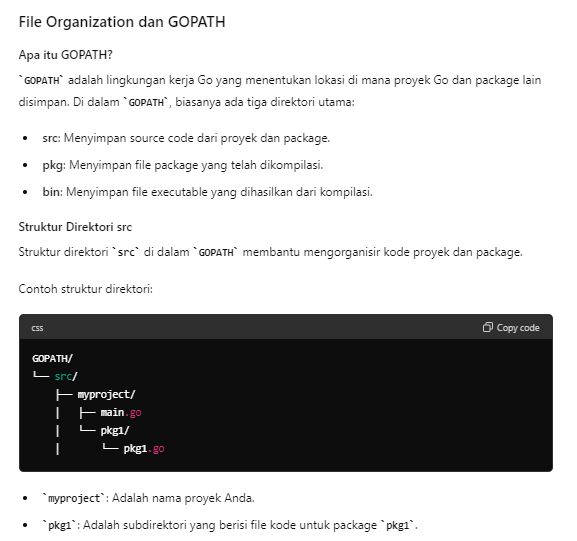 File Organization dan GOPATH
Apa itu GOPATH?
`GOPATH` adalah lingkungan kerja Go yang menentukan lokasi di mana proyek Go dan package lain
disimpan. Di dalam `GOPATH`, biasanya ada tiga direktori utama:
• src: Menyimpan source code dari proyek dan package.
• pkg: Menyimpan file package yang telah dikompilasi.
• bin: Menyimpan file executable yang dihasilkan dari kompilasi.
Struktur Direktori src
Struktur direktori `src` di dalam `GOPATH` membantu mengorganisir kode proyek dan package.
Contoh struktur direktori:
css Copy code
GOPATH/
└── src/
    ├── myproject/
    |   ├── main.go
    |   └── pkg1/
    |       └── pkg1.go
• `myproject`: Adalah nama proyek Anda.
• `pkg1`: Adalah subdirektori yang berisi file kode untuk package `pkg1`.